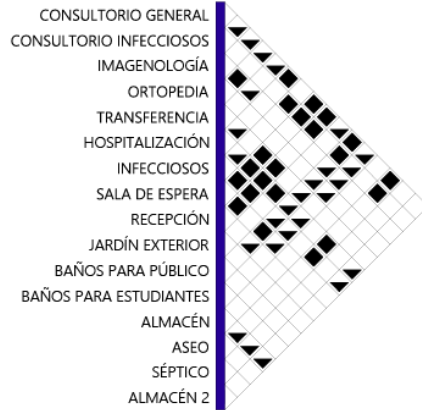 CONSULTORIO GENERAL
CONSULTORIO INFECCIOSOS
IMAGENOLOGÍA
ORTOPEDIA
TRANSFERENCIA
HOSPITALIZACIÓN
INFECCIOSOS
SALA DE ESPERA
RECEPCIÓN
JARDÍN EXTERIOR
BAÑOS PARA PÚBLICO
BAÑOS PARA ESTUDIANTES
ALMACÉN
ASEO
SÉPTICO
ALMACÉN 2